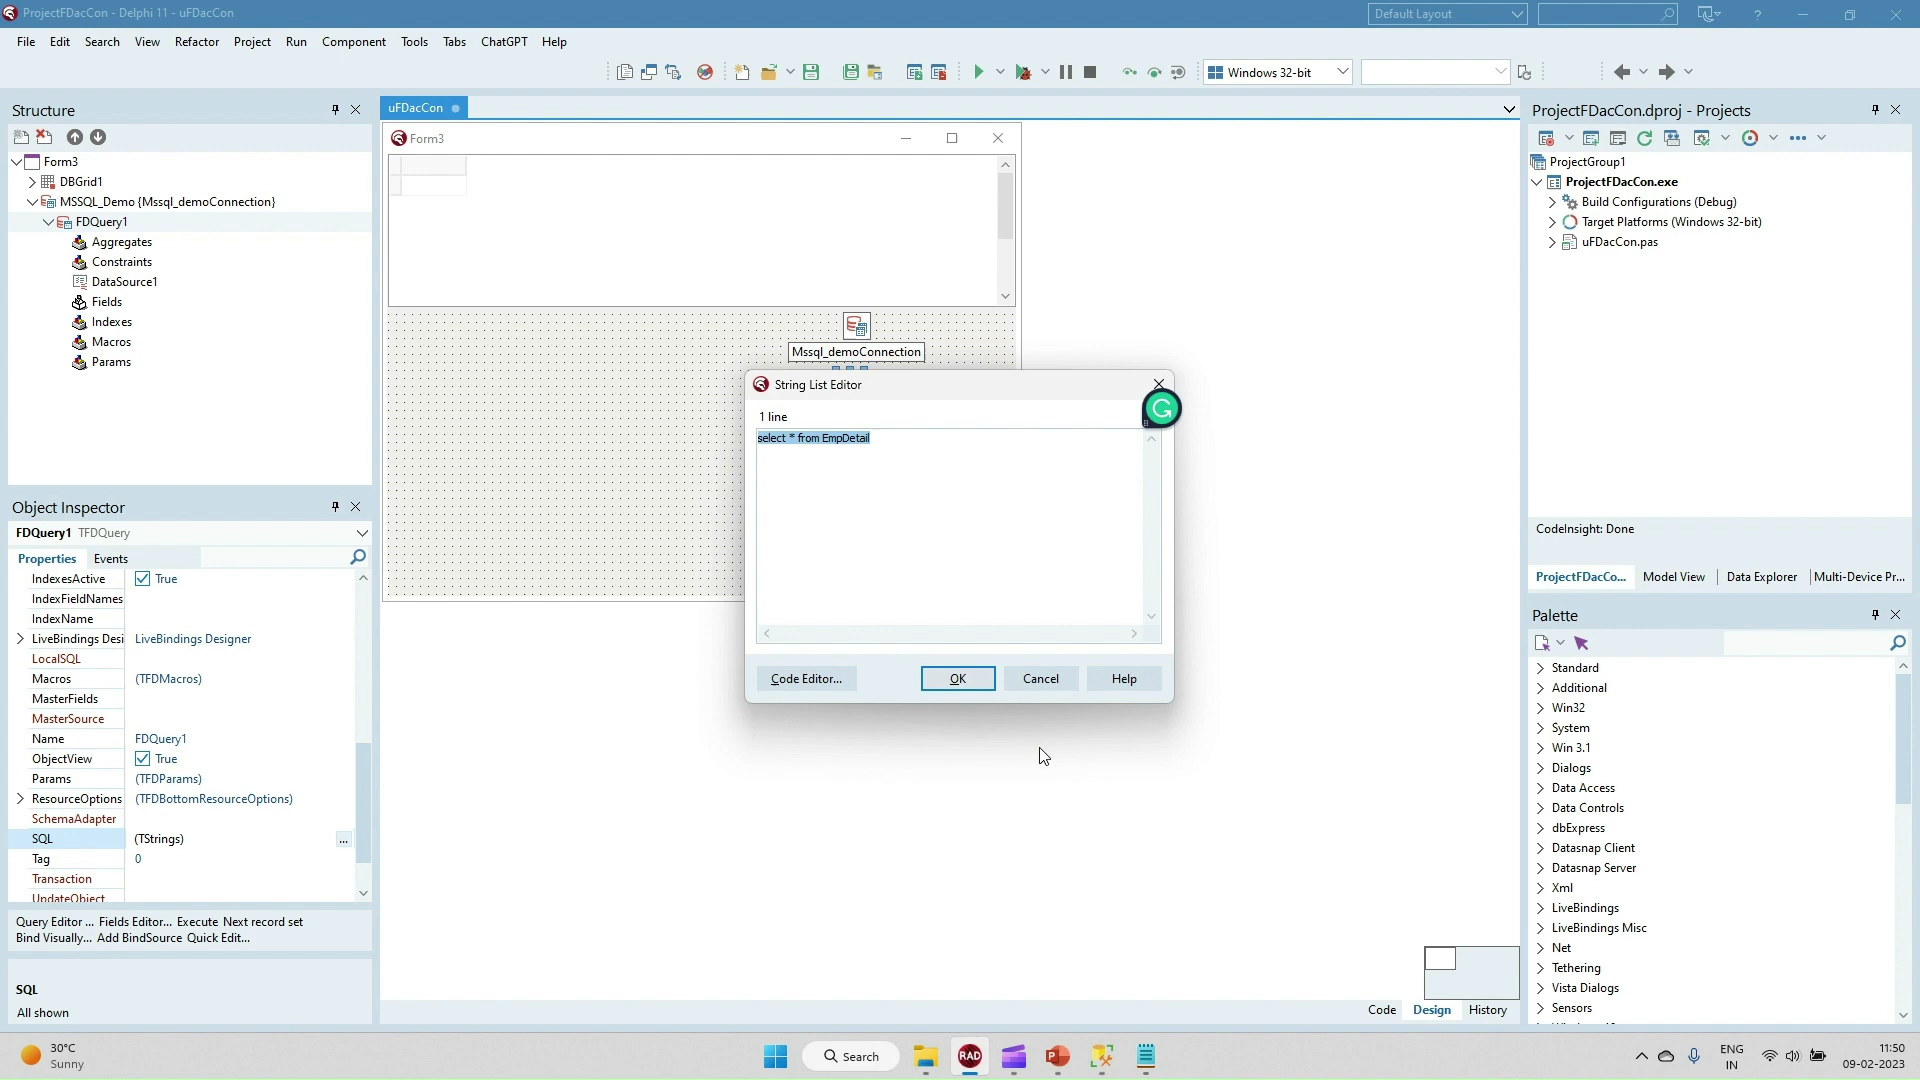 ProjectFDacCon - Delphi 11 - uFDacCon
Default Layout
File Edit Search View Refactor Project Run Component Tools Tabs ChatGPT Help
Windows 32-bit
Structure
Form3
DBGrid1
MSSQL_Demo {Mssql_demoConnection}
FDQuery1
Aggregates
Constraints
DataSource1
Fields
Indexes
Macros
Params
Object Inspector
FDQuery1 TFDQuery
Properties Events
IndexesActive True
IndexFieldNames
IndexName
LiveBindings Desi LiveBindings Designer
LocalSQL
Macros (TFDMacros)
MasterFields
MasterSource
Name FDQuery1
ObjectView True
Params (TFDParams)
ResourceOptions (TFDBottomResourceOptions)
SchemaAdapter
SQL (TStrings) ...
Tag 0
Transaction
UpdateObject
Query Editor ... Fields Editor... Execute Next record set
Bind Visually... Add BindSource Quick Edit...
SQL
All shown
uFDacCon
Form3
Mssql_demoConnection
String List Editor
1 line
select * from EmpDetail
Code Editor... OK Cancel Help
Code Design History
ProjectFDacCon.dproj - Projects
ProjectGroup1
ProjectFDacCon.exe
Build Configurations (Debug)
Target Platforms (Windows 32-bit)
uFDacCon.pas
CodeInsight: Done
ProjectFDacCo... Model View Data Explorer Multi-Device Pr...
Palette
Standard
Additional
Win32
System
Win 3.1
Dialogs
Data Access
Data Controls
dbExpress
Datasnap Client
Datasnap Server
Xml
LiveBindings
LiveBindings Misc
Net
Tethering
Vista Dialogs
Sensors
30°C
Sunny
Search
RAD
ENG
IN
11:50
09-02-2023